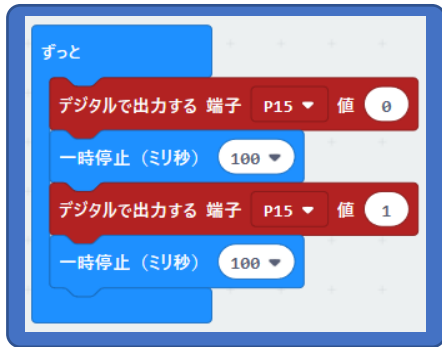 ずっと
デジタルで出力する 端子 P15 値 0
一時停止（ミリ秒） 100
デジタルで出力する 端子 P15 値 1
一時停止（ミリ秒） 100